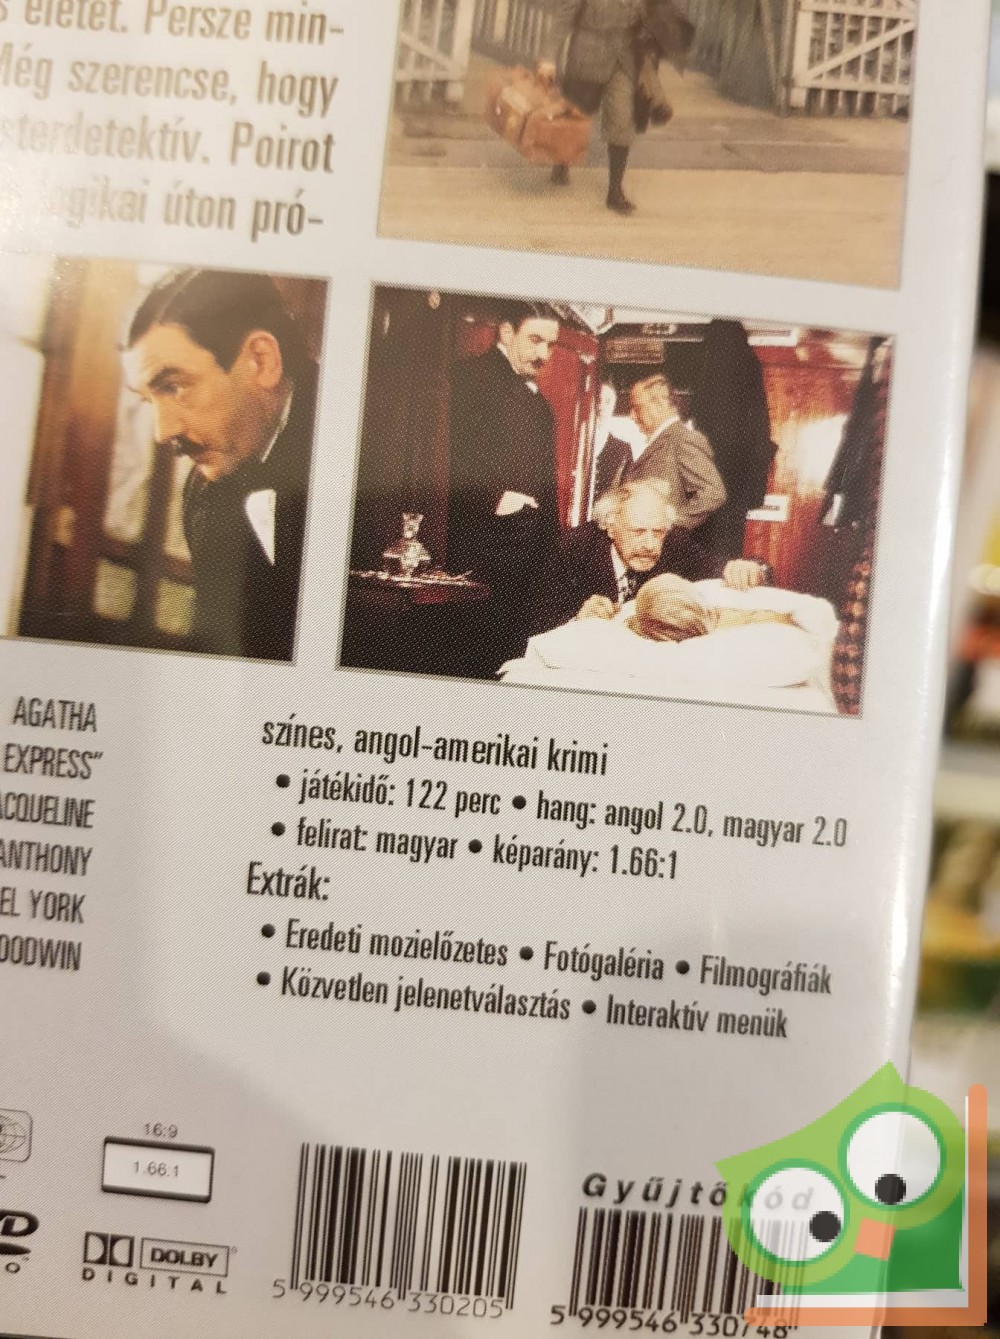 életét. Persze min-
Még szerencse, hogy
sterdetektív. Poirot
logikai úton pró-
AGATHA
EXPRESS"
ACQUELINE
ANTHONY
EL YORK
OODWIN
színes, angol-amerikai krimi
• játékidő: 122 perc • hang: angol 2.0, magyar 2.0
• felirat: magyar • képarány: 1.66:1
Extrák:
• Eredeti mozielőzetes • Fotógaléria • Filmográfiák
• Közvetlen jelenetválasztás • Interaktív menük
16:9
1.66:1
DOLBY
DIGITAL
5 999546 330205
Gyűjtőkód
5 999546 330748